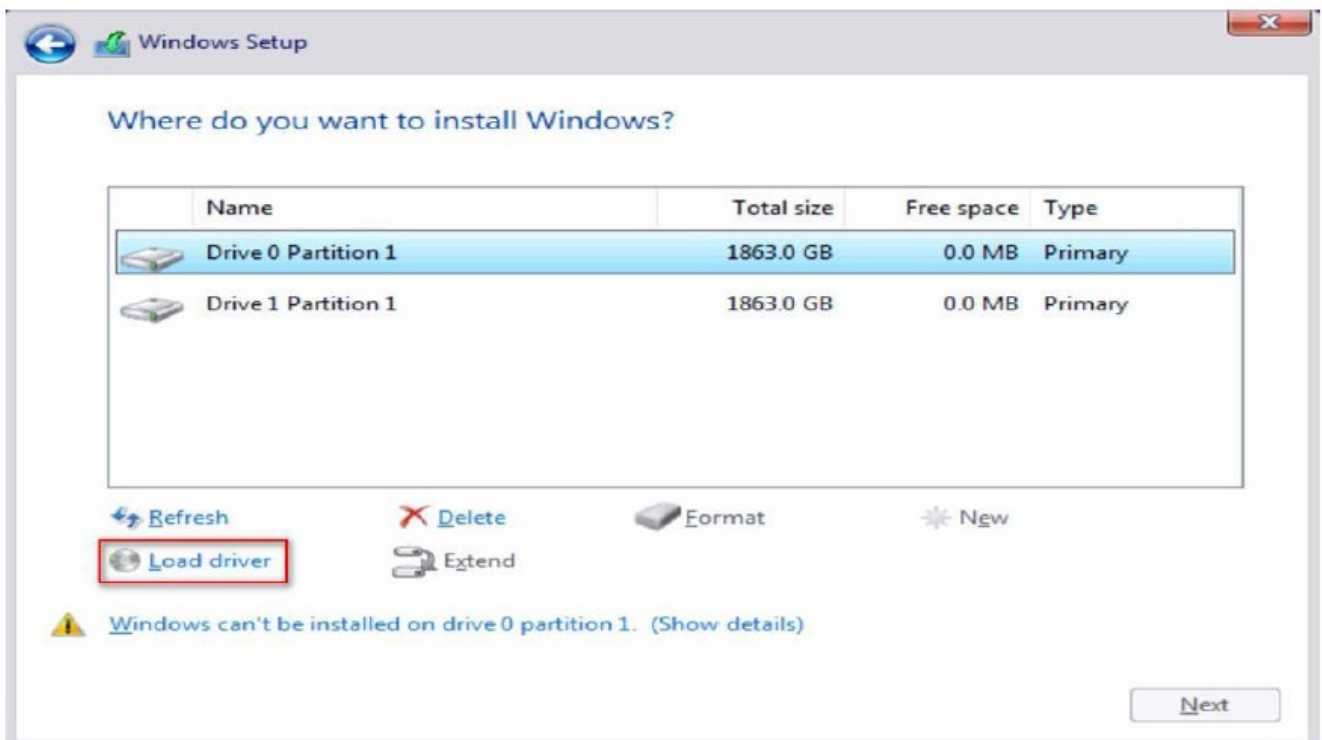 Windows Setup
Where do you want to install Windows?
Name Total size Free space Type
Drive 0 Partition 1 1863.0 GB 0.0 MB Primary
Drive 1 Partition 1 1863.0 GB 0.0 MB Primary
Refresh Delete Format New
Load driver Extend
Windows can't be installed on drive 0 partition 1. (Show details)
Next